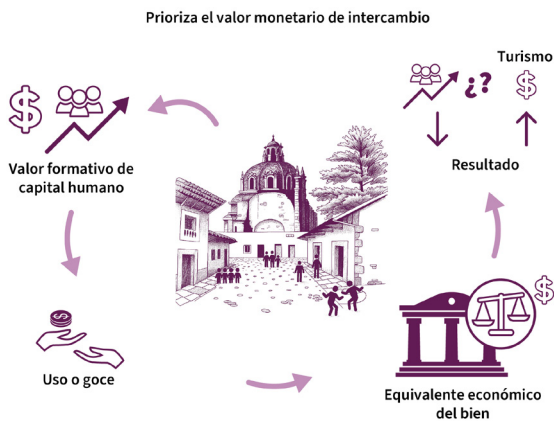 Prioriza el valor monetario de intercambio
Turismo
$
¿?
$
Valor formativo de
capital humano
Resultado
$
Uso o goce
Equivalente económico
del bien